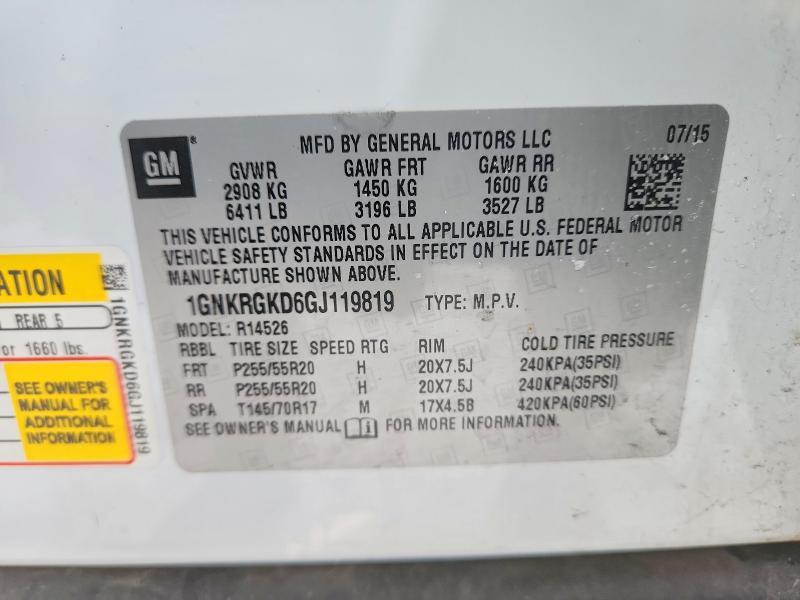 GM
MFD BY GENERAL MOTORS LLC 07/15
GVWR GAWR FRT GAWR RR
2908 KG 1450 KG 1600 KG
6411 LB 3196 LB 3527 LB
THIS VEHICLE CONFORMS TO ALL APPLICABLE U.S. FEDERAL MOTOR
VEHICLE SAFETY STANDARDS IN EFFECT ON THE DATE OF
MANUFACTURE SHOWN ABOVE.
1GNKRGKD6GJ119819 TYPE: M.P.V.
MODEL: R14526
RBBL TIRE SIZE SPEED RTG RIM COLD TIRE PRESSURE
FRT P255/55R20 H 20X7.5J 240KPA(35PSI)
RR P255/55R20 H 20X7.5J 240KPA(35PSI)
SPA T145/70R17 M 17X4.5B 420KPA(60PSI)
SEE OWNER'S MANUAL FOR MORE INFORMATION.
REAR 5
or 1660 lbs.
SEE OWNER'S
MANUAL FOR
ADDITIONAL
INFORMATION
1GNKRGKD6GJ119819